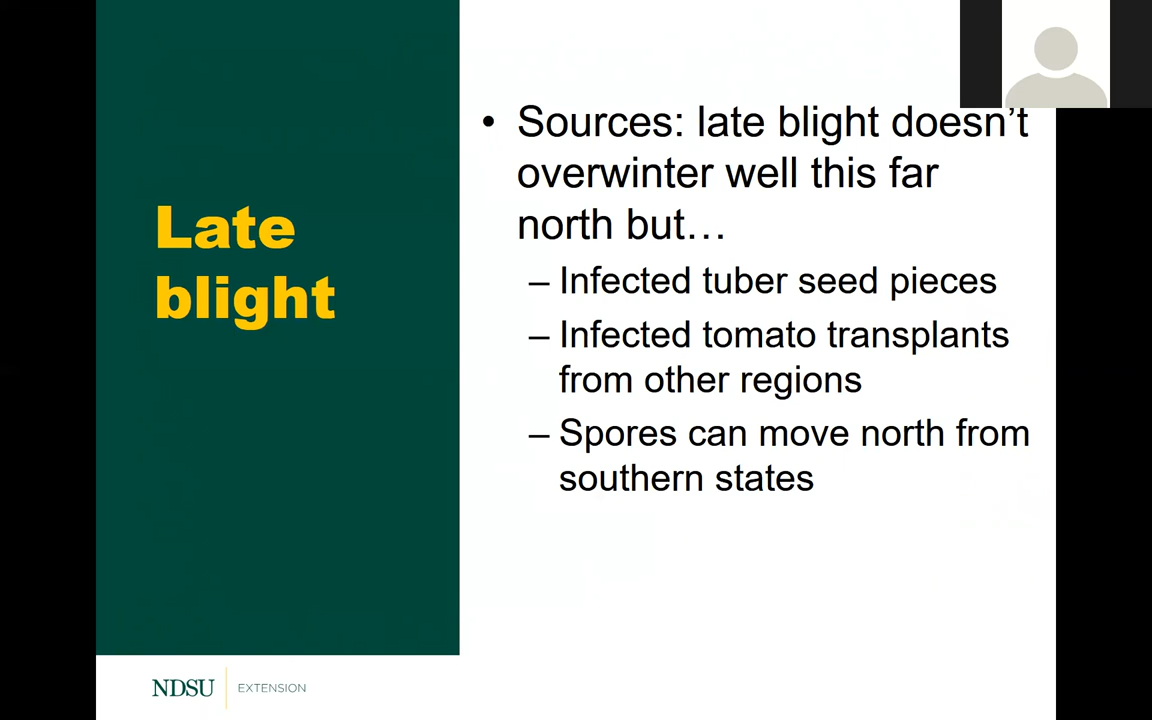 Late
blight
• Sources: late blight doesn’t
overwinter well this far
north but…
– Infected tuber seed pieces
– Infected tomato transplants
from other regions
– Spores can move north from
southern states
NDSU EXTENSION